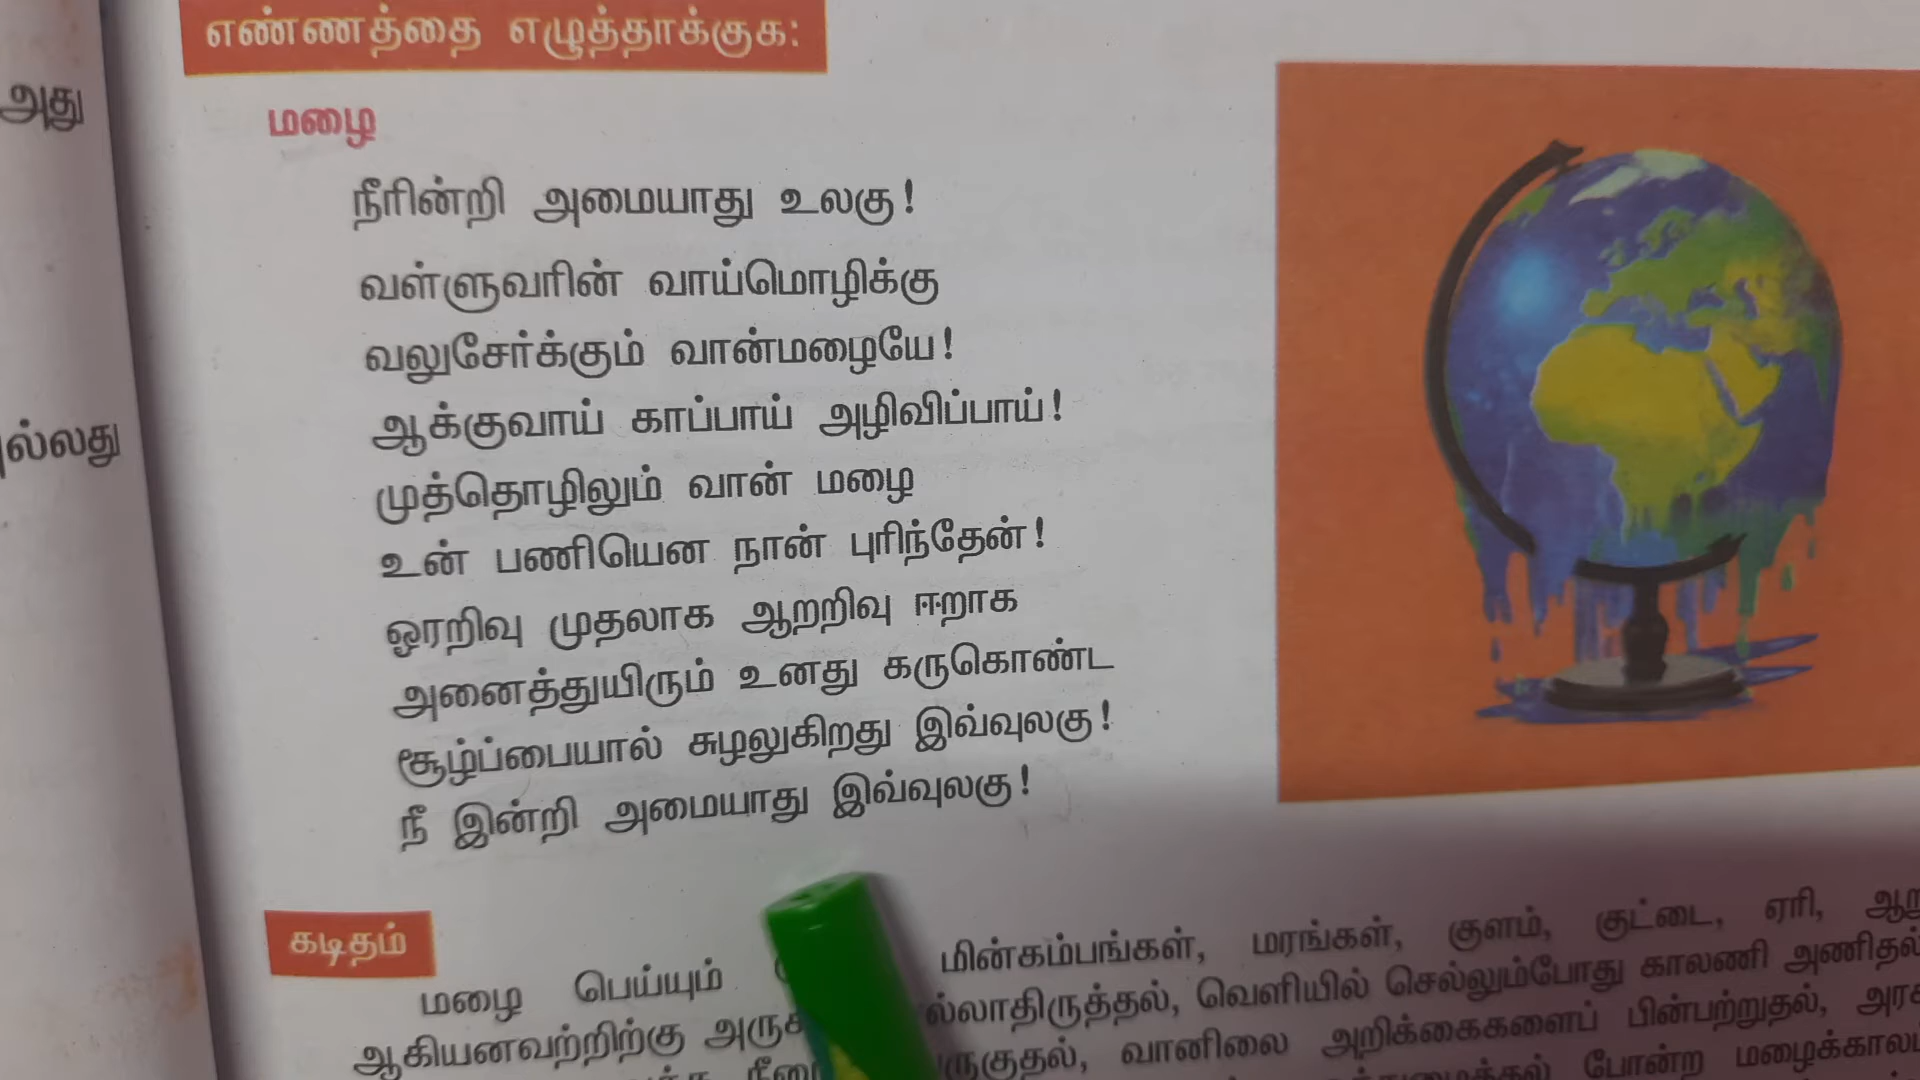 எண்ணத்தை எழுத்தாக்குக:
அது
மழை
நீரின்றி அமையாது உலகு!
வள்ளுவரின் வாய்மொழிக்கு
வலுசேர்க்கும் வான்மழையே!
ஆக்குவாய் காப்பாய் அழிவிப்பாய்!
முத்தொழிலும் வான் மழை
உன் பணியென நான் புரிந்தேன்!
ஓரறிவு முதலாக ஆறறிவு ஈறாக
அனைத்துயிரும் உனது கருகொண்ட
சூழ்ப்பையால் சுழலுகிறது இவ்வுலகு!
நீ இன்றி அமையாது இவ்வுலகு!
கடிதம்
மழை பெய்யும் மின்கம்பங்கள், மரங்கள், குளம், குட்டை, ஏரி,
ஆகியனவற்றிற்கு வெளியில் செல்லும்போது காலணி அணிதல்
வானிலை அறிக்கைகளைப் பின்பற்றுதல்,
போன்ற